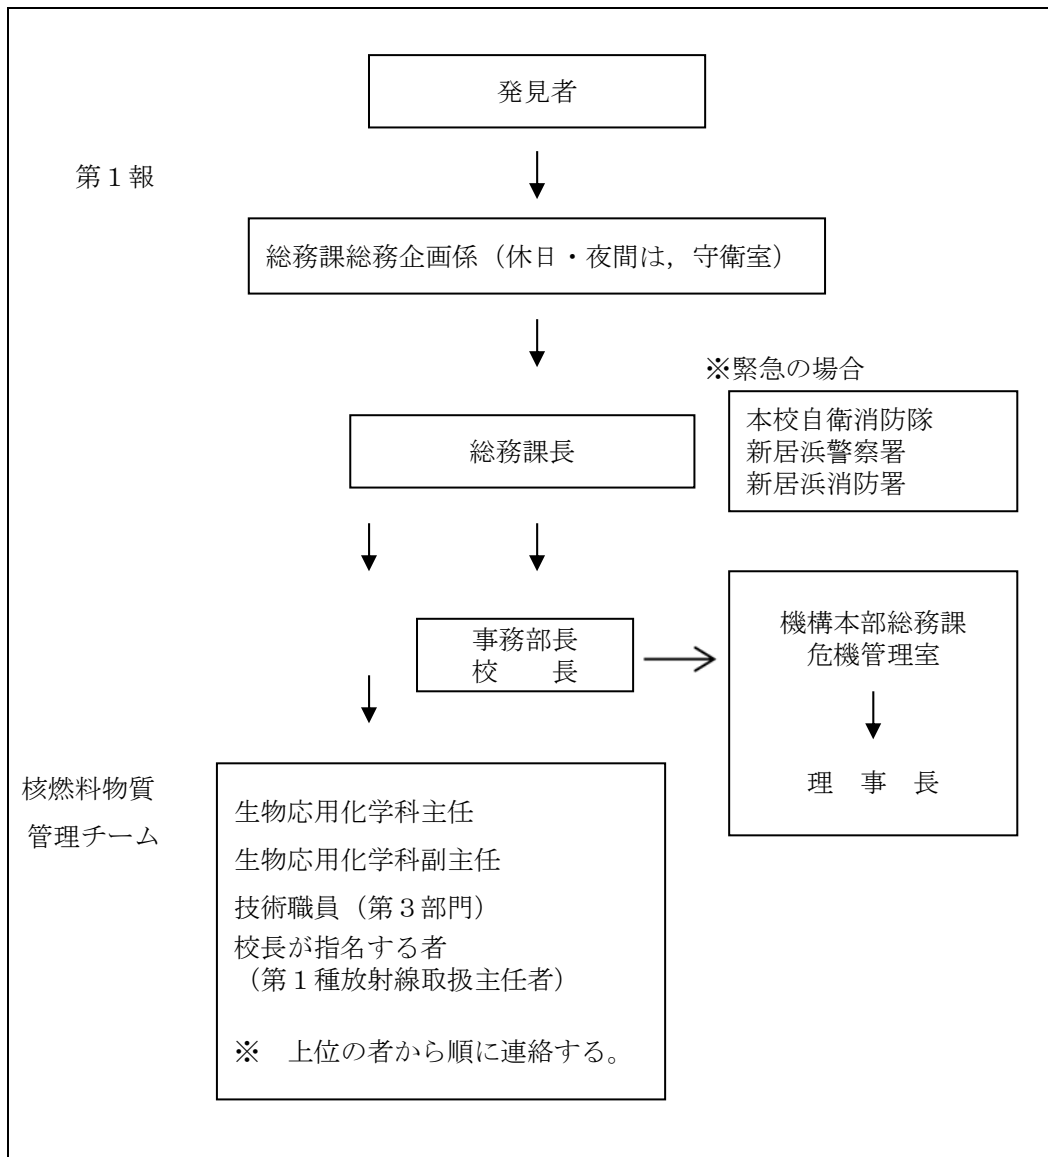 発見者
第１報
総務課総務企画係（休日・夜間は，守衛室）
※緊急の場合
総務課長
本校自衛消防隊
新居浜警察署
新居浜消防署
事務部長
校　　長
機構本部総務課
危機管理室
理　事　長
核燃料物質
管理チーム
生物応用化学科主任
生物応用化学科副主任
技術職員（第３部門）
校長が指名する者
（第１種放射線取扱主任者）
※　上位の者から順に連絡する。